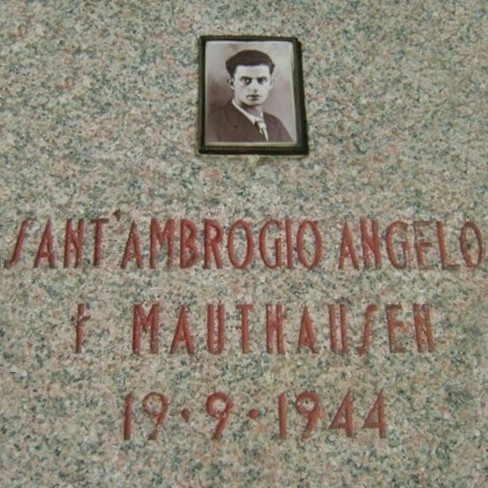 SANT'AMBROGIO ANGELO
† MAUTHAUSEN
19·9·1944